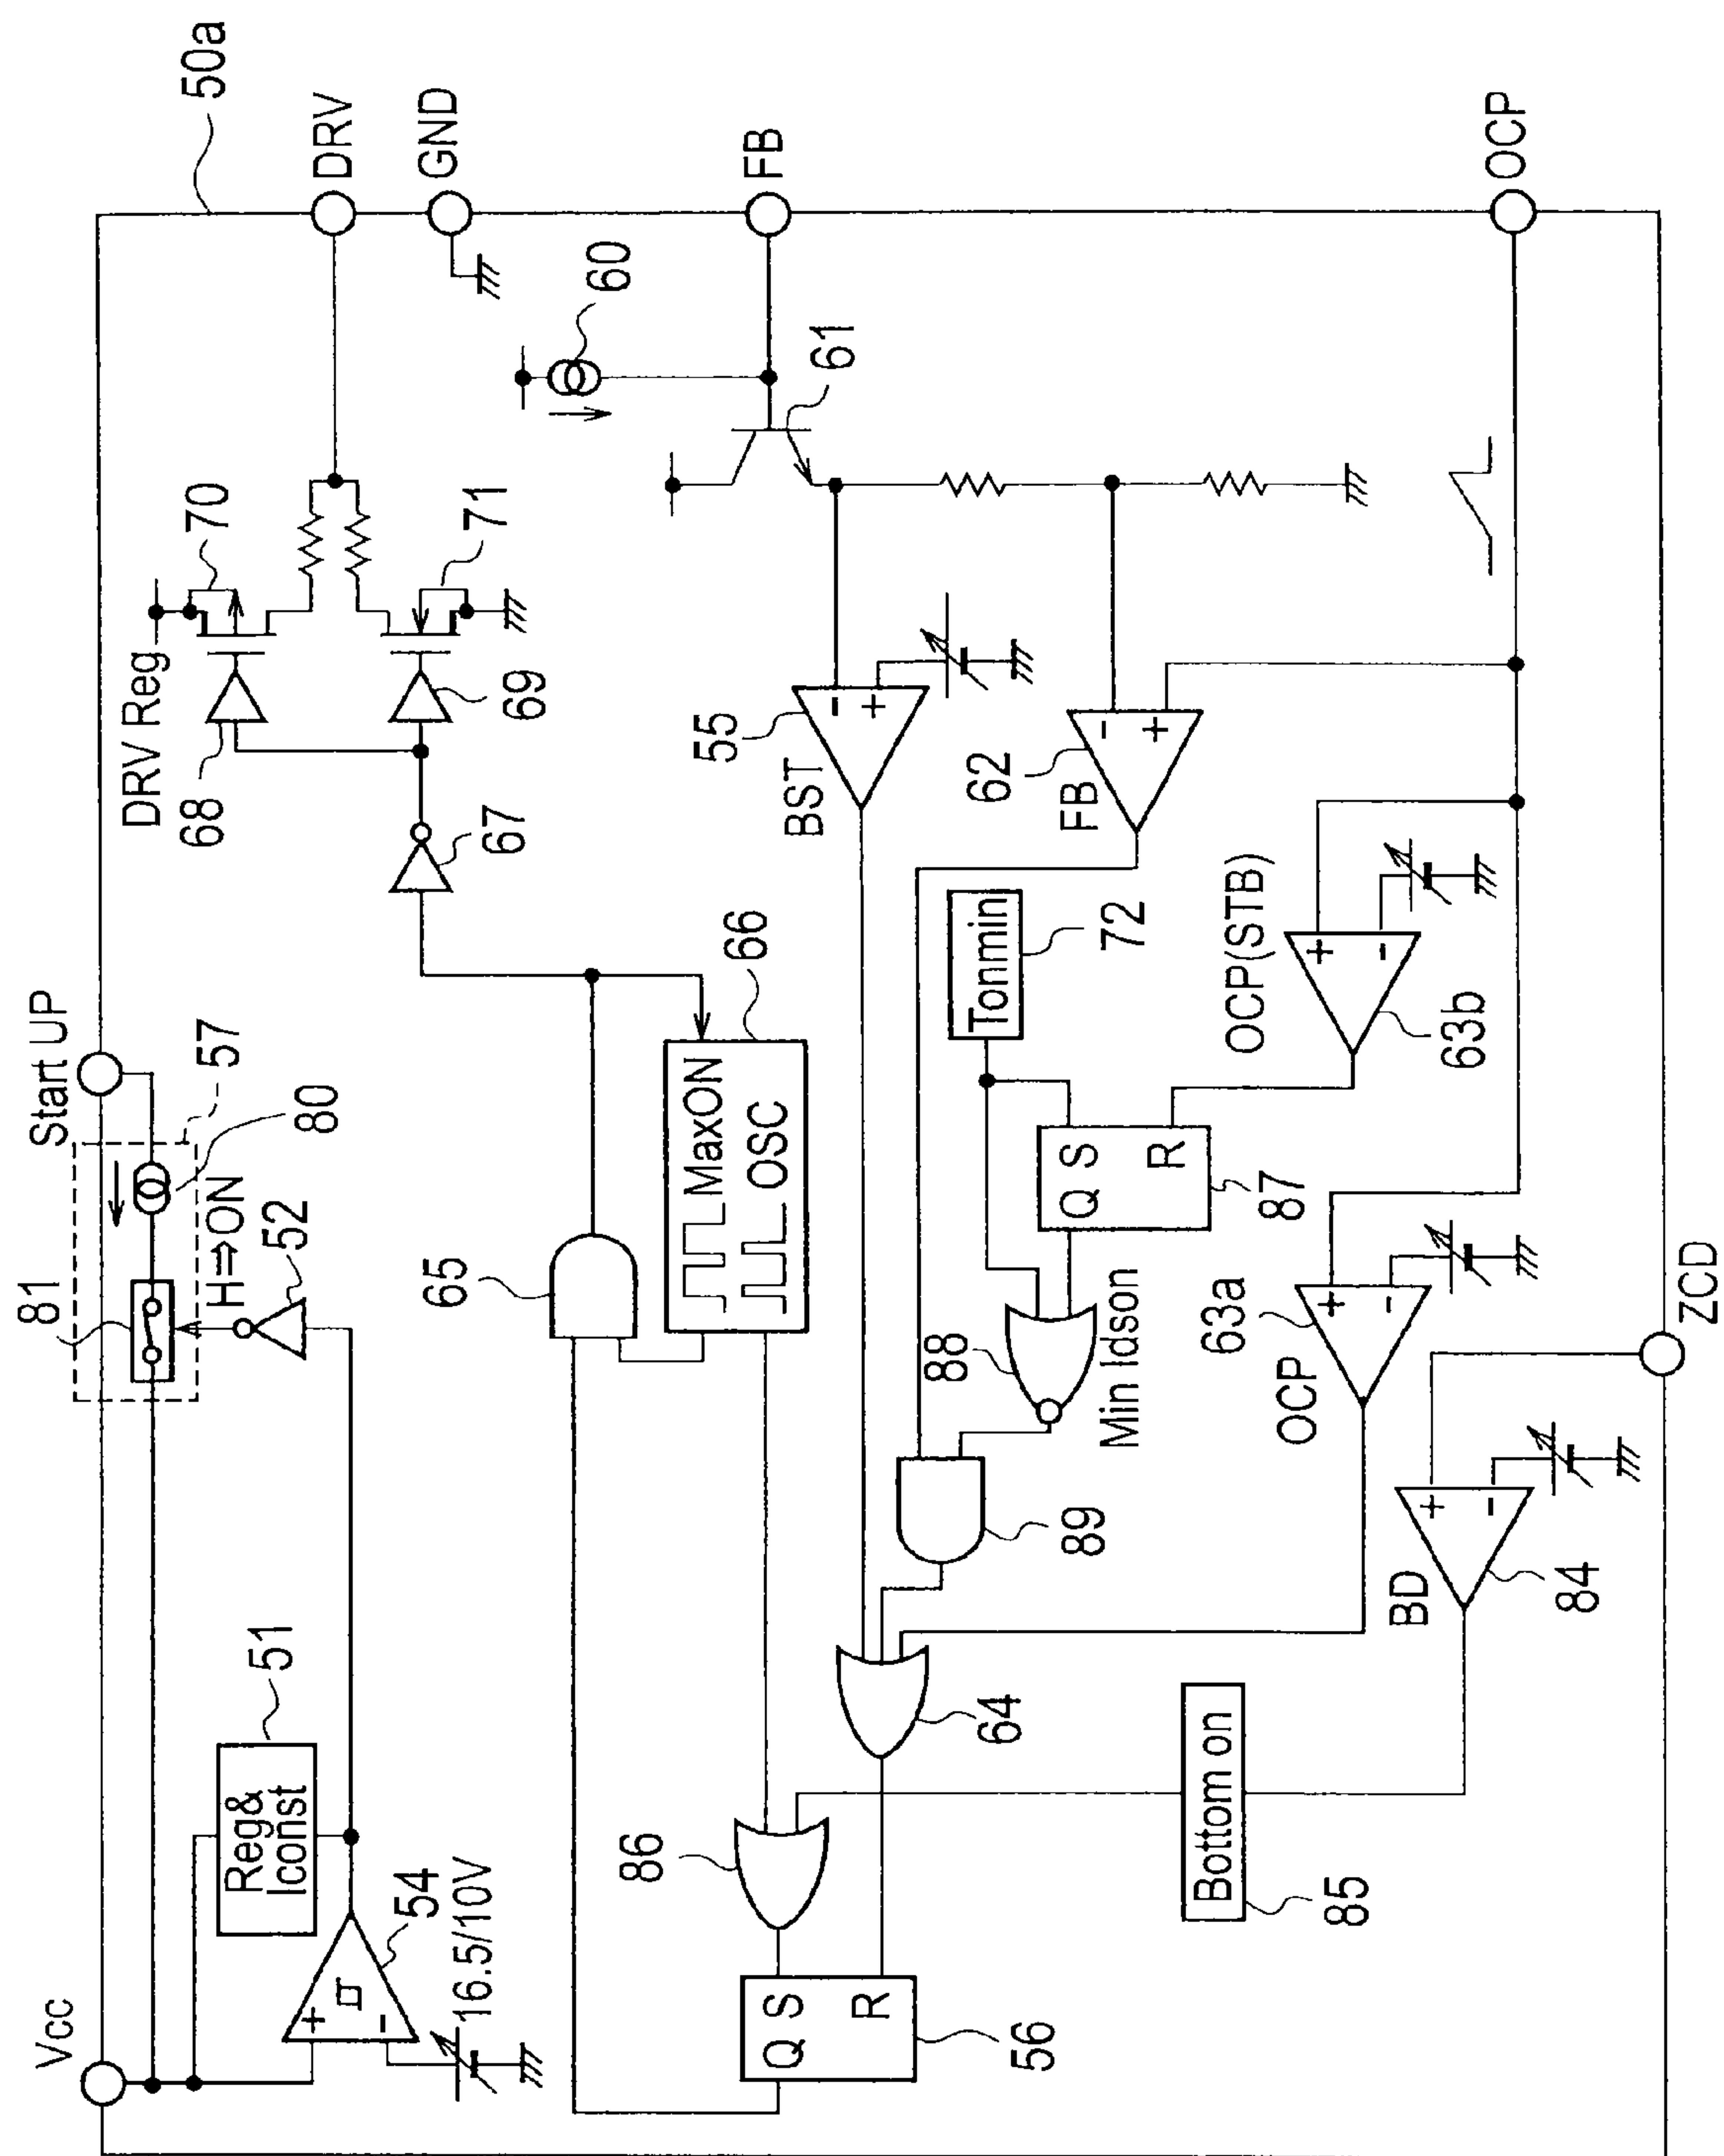 50a
Vcc
Start UP
81
57
80
H⇒ON
52
51
Reg&
Iconst
54
+
-
16.5/10V
DRV Reg
70
68
69
71
67
DRV
GND
60
FB
61
65
66
MaxON
OSC
55
BST
-
+
62
FB
-
+
Tonmin
72
OCP(STB)
+
-
63b
Q S
R
87
88
Min Idson
89
63a
OCP
+
-
OCP
64
86
Q S
R
56
Bottom on
85
BD
+
-
84
ZCD